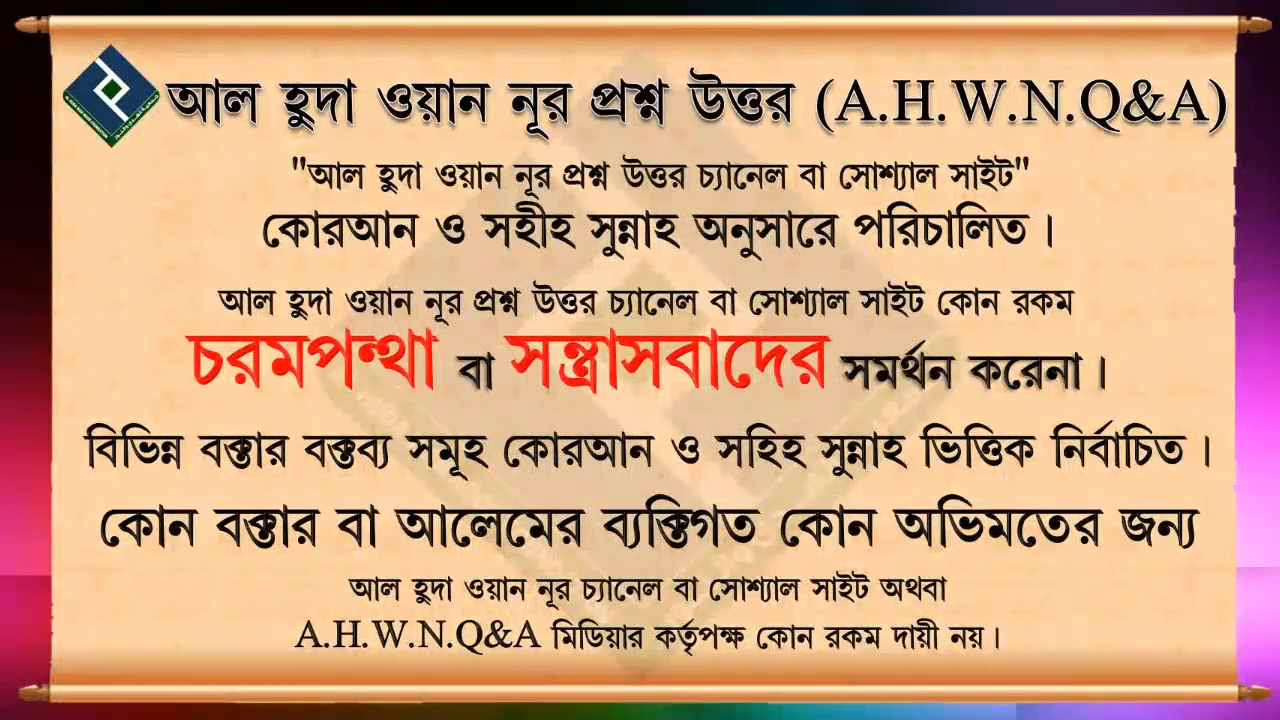 আল হুদা ওয়ান নূর প্রশ্ন উত্তর (A.H.W.N.Q&A)
"আল হুদা ওয়ান নূর প্রশ্ন উত্তর চ্যানেল বা সোশ্যাল সাইট"
কোরআন ও সহীহ সুন্নাহ অনুসারে পরিচালিত।
আল হুদা ওয়ান নূর প্রশ্ন উত্তর চ্যানেল বা সোশ্যাল সাইট কোন রকম
চরমপন্থা বা সন্ত্রাসবাদের সমর্থন করেনা।
বিভিন্ন বক্তার বক্তব্য সমূহ কোরআন ও সহিহ সুন্নাহ ভিত্তিক নির্বাচিত।
কোন বক্তার বা আলেমের ব্যক্তিগত কোন অভিমতের জন্য
আল হুদা ওয়ান নূর চ্যানেল বা সোশ্যাল সাইট অথবা
A.H.W.N.Q&A মিডিয়ার কর্তৃপক্ষ কোন রকম দায়ী নয়।